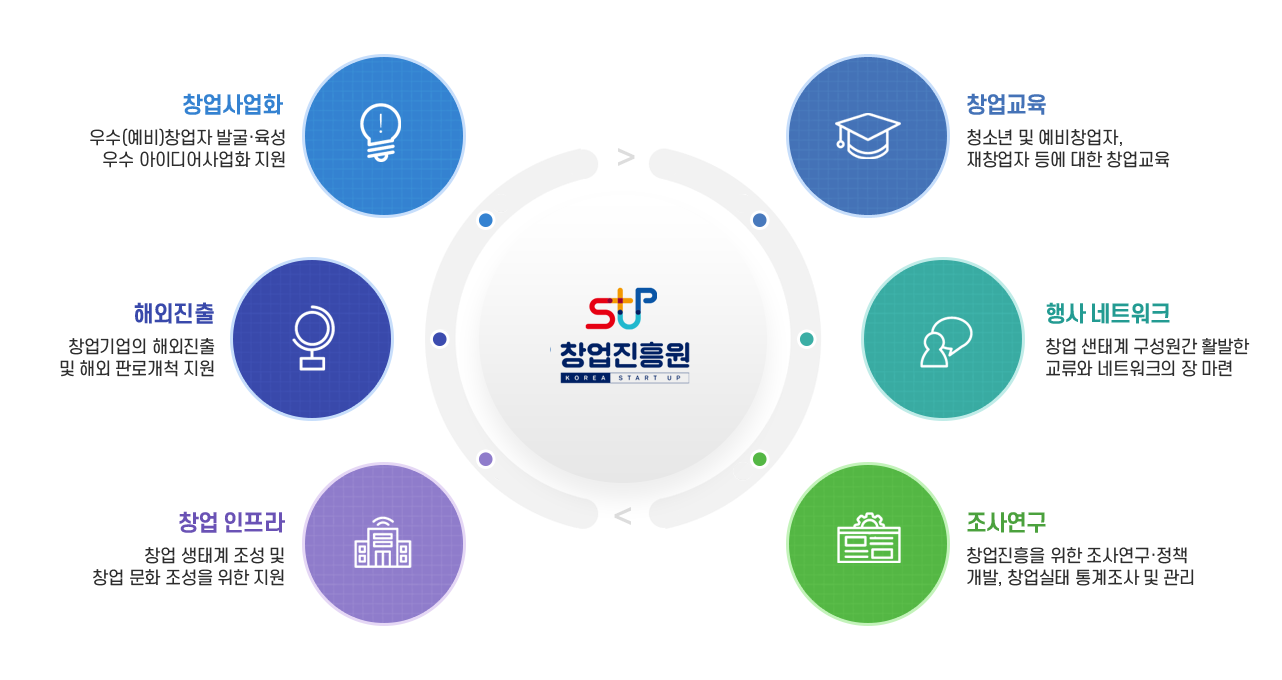 창업사업화
우수(예비)창업자 발굴·육성
우수 아이디어사업화 지원
창업교육
청소년 및 예비창업자,
재창업자 등에 대한 창업교육
>
해외진출
창업기업의 해외진출
및 해외 판로개척 지원
stuP
창업진흥원
KOREA START UP
행사 네트워크
창업 샌태계 구성원간 활발한
교류와 네트워크의 장 마련
창업 인프라
창업 생태계 조성 및
창업 문화 조성을 위한 지원
<
조사연구
창업진흥을 위한 조사연구·정책
개발, 창업실태 통계조사 및 관리